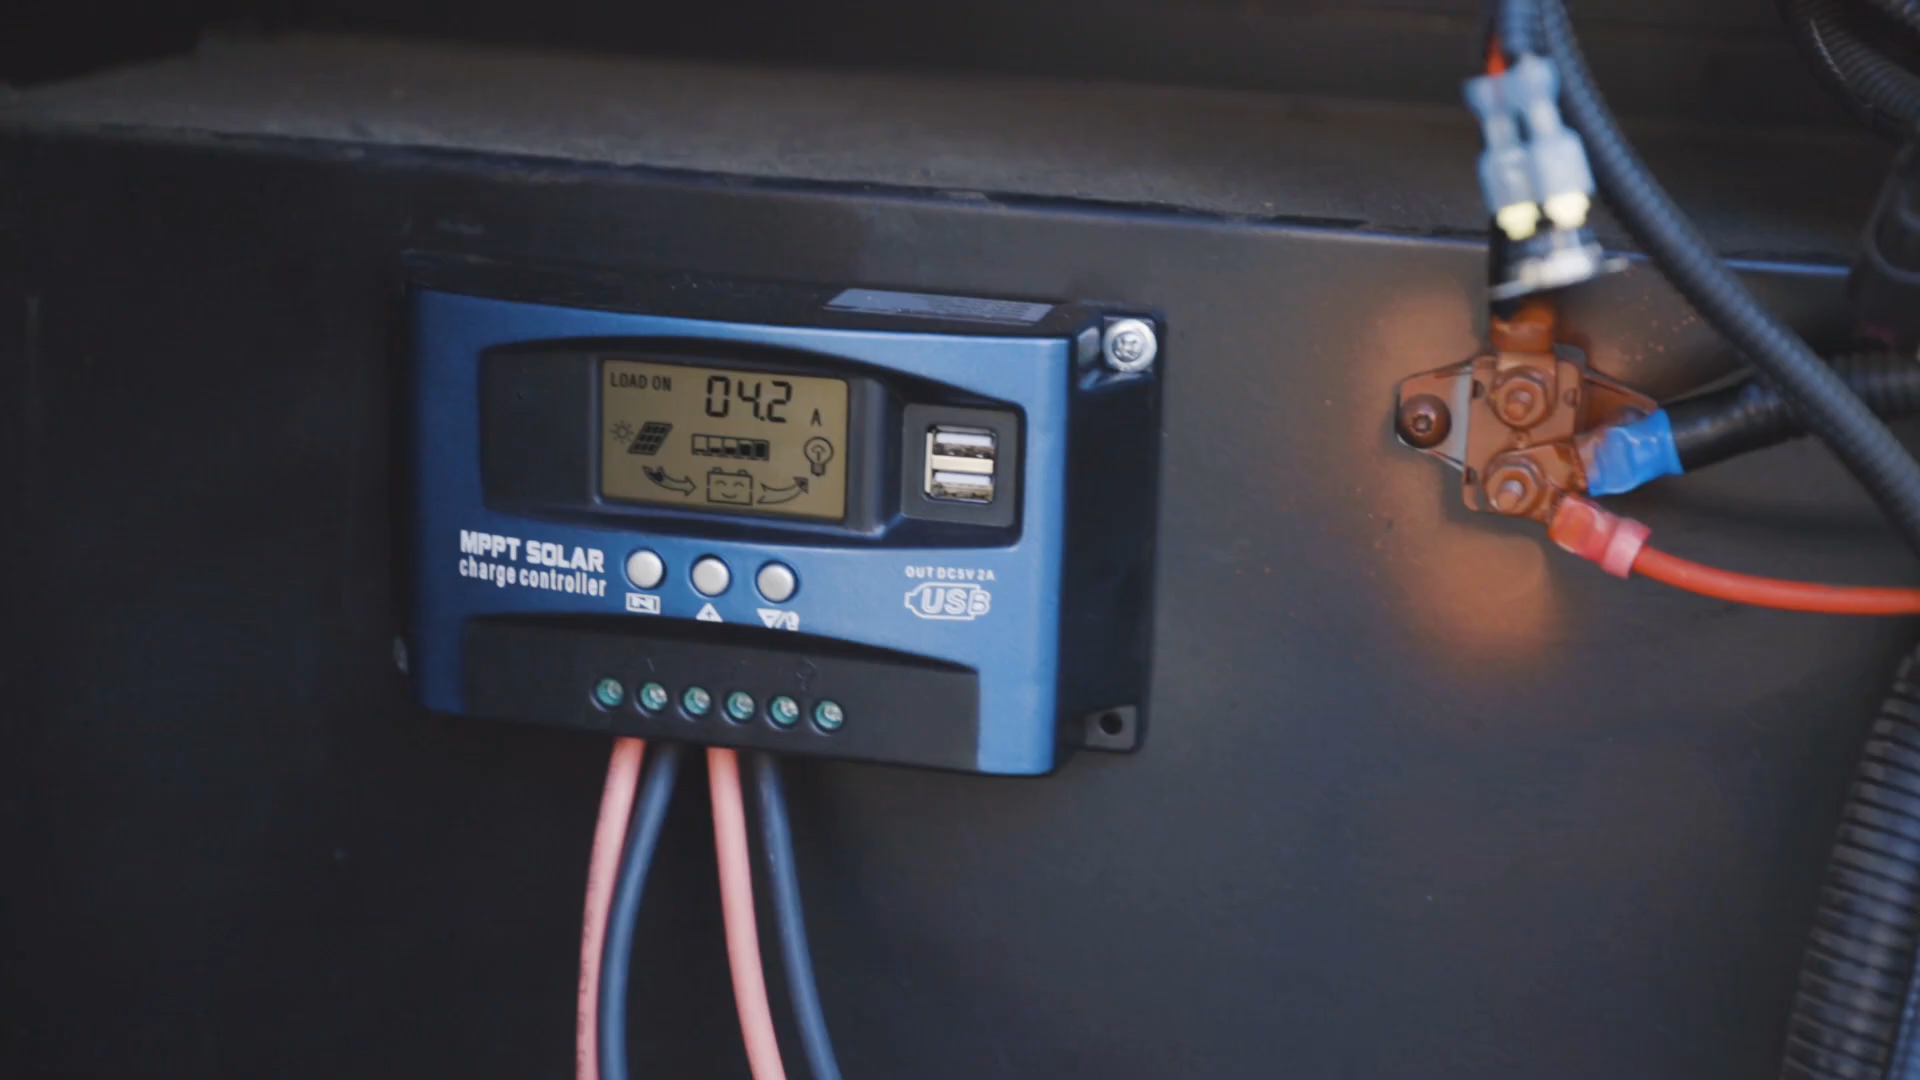 LOAD ON
04.2
A
MPPT SOLAR
charge controller
OUT DC5V 2A
USB